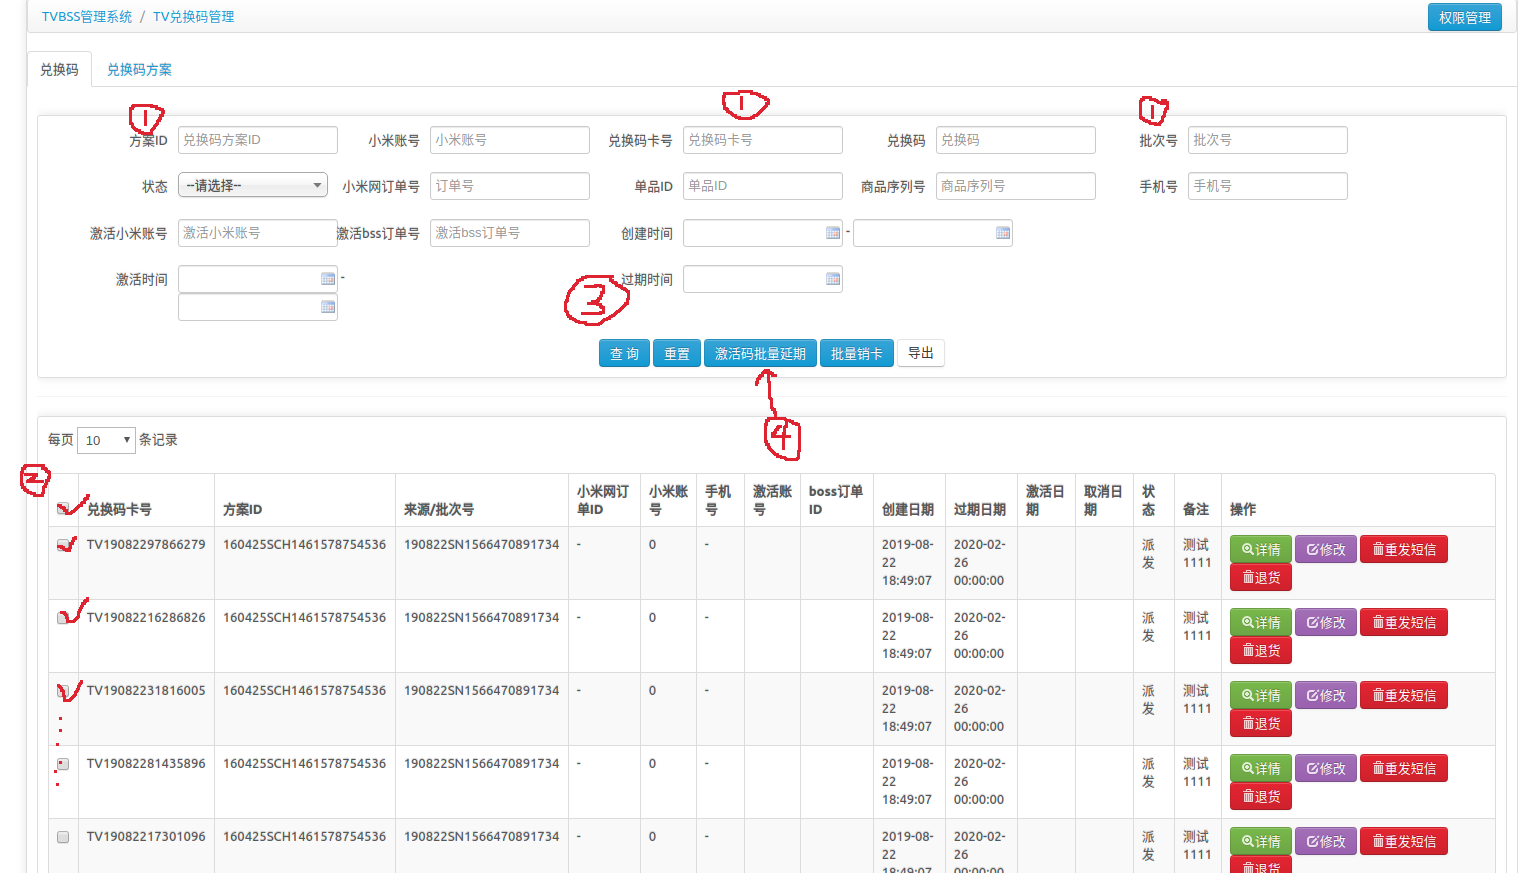 TVBSS管理系统 / TV兑换码管理
权限管理
兑换码 兑换码方案
1 1 1
方案ID 兑换码方案ID 小米账号 小米账号 兑换码卡号 兑换码卡号 兑换码 兑换码 批次号 批次号
状态 --请选择-- 小米网订单号 订单号 单品ID 单品ID 商品序列号 商品序列号 手机号 手机号
激活小米账号 激活小米账号 激活bss订单号 激活bss订单号 创建时间 -
激活时间 - 过期时间
3
查 询 重置 激活码批量延期 批量销卡 导出
4
每页 10 条记录
2
兑换码卡号 方案ID 来源/批次号 小米网订单ID 小米账号 手机号 激活账号 boss订单ID 创建日期 过期日期 激活日期 取消日期 状态 备注 操作
TV19082297866279 160425SCH1461578754536 190822SN1566470891734 - 0 - 2019-08-22 18:49:07 2020-02-26 00:00:00 派发 测试1111 详情 修改 重发短信 退货
TV19082216286826 160425SCH1461578754536 190822SN1566470891734 - 0 - 2019-08-22 18:49:07 2020-02-26 00:00:00 派发 测试1111 详情 修改 重发短信 退货
TV19082231816005 160425SCH1461578754536 190822SN1566470891734 - 0 - 2019-08-22 18:49:07 2020-02-26 00:00:00 派发 测试1111 详情 修改 重发短信 退货
TV19082281435896 160425SCH1461578754536 190822SN1566470891734 - 0 - 2019-08-22 18:49:07 2020-02-26 00:00:00 派发 测试1111 详情 修改 重发短信 退货
TV19082217301096 160425SCH1461578754536 190822SN1566470891734 - 0 - 2019-08-22 18:49:07 2020-02-26 00:00:00 派发 测试1111 详情 修改 重发短信 退货